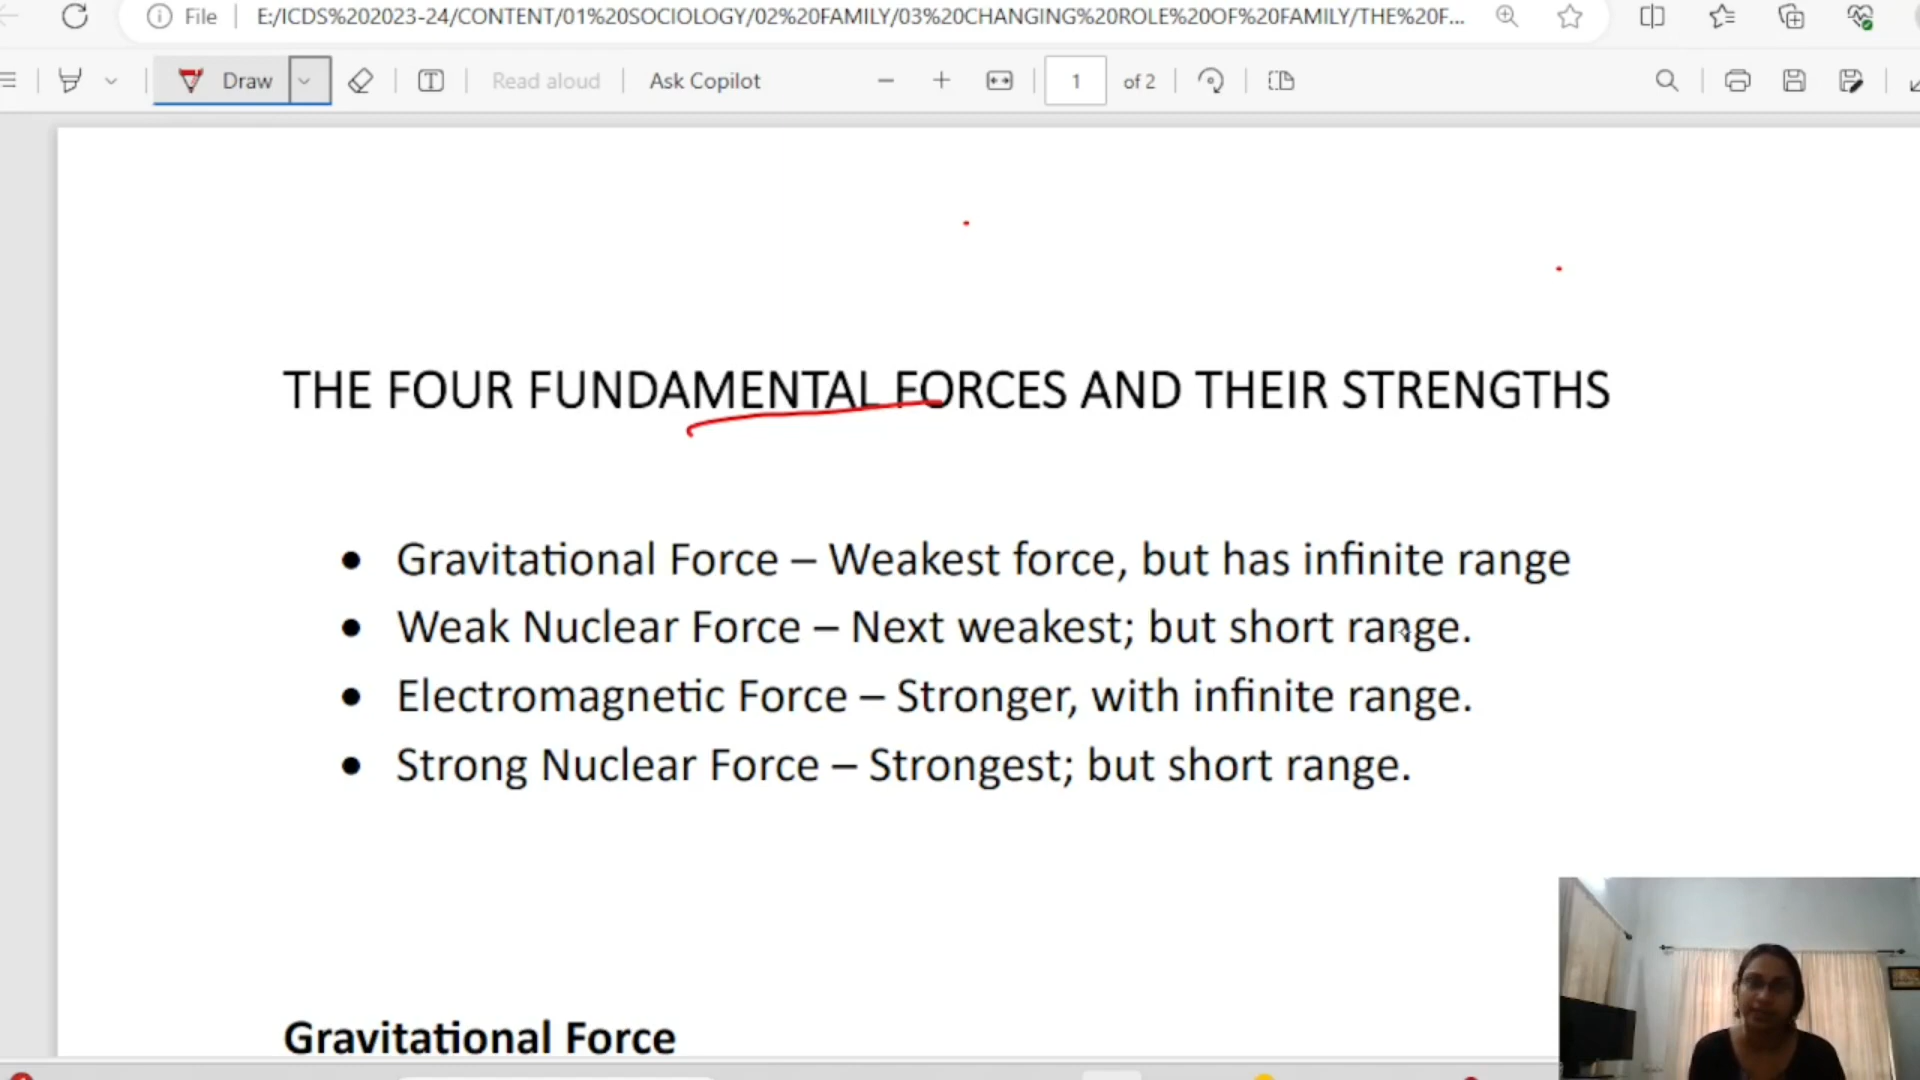 File
E:/ICDS%202023-24/CONTENT/01%20SOCIOLOGY/02%20FAMILY/03%20CHANGING%20ROLE%20OF%20FAMILY/THE%20F...
Draw
Read aloud
Ask Copilot
1 of 2
THE FOUR FUNDAMENTAL FORCES AND THEIR STRENGTHS
• Gravitational Force – Weakest force, but has infinite range
• Weak Nuclear Force – Next weakest; but short range.
• Electromagnetic Force – Stronger, with infinite range.
• Strong Nuclear Force – Strongest; but short range.
Gravitational Force